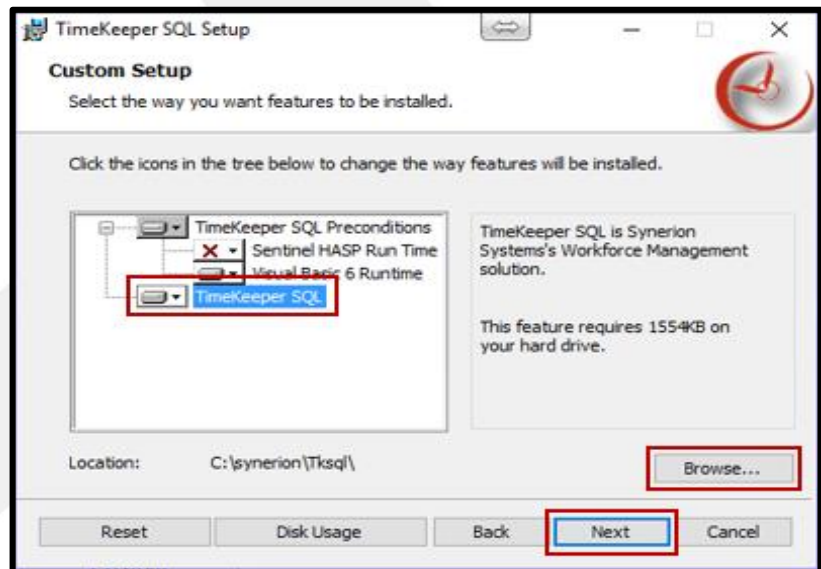 TimeKeeper SQL Setup
Custom Setup
Select the way you want features to be installed.
Click the icons in the tree below to change the way features will be installed.
TimeKeeper SQL Preconditions
Sentinel HASP Run Time
Visual Basic 6 Runtime
TimeKeeper SQL
TimeKeeper SQL is Synerion
Systems's Workforce Management
solution.
This feature requires 1554KB on
your hard drive.
Location: C:\synerion\Tksql\
Browse...
Reset Disk Usage Back Next Cancel